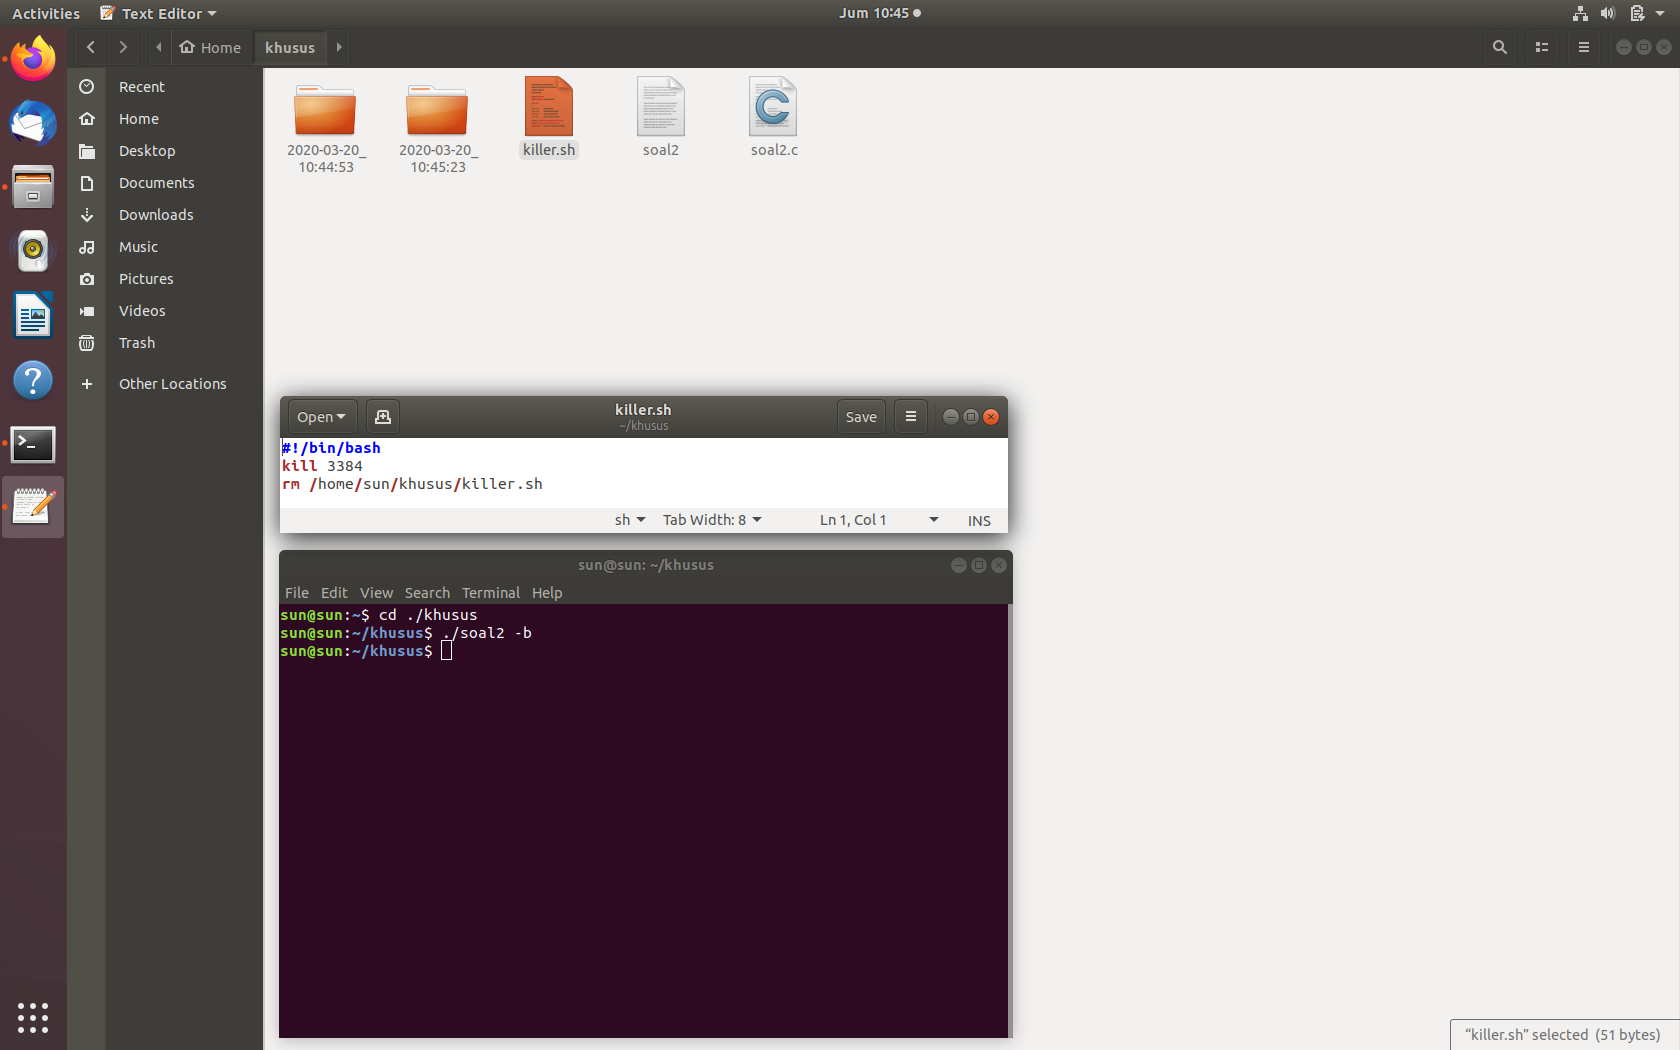 Activities Text Editor Jum 10:45
Home khusus
Recent
Home
Desktop
Documents
Downloads
Music
Pictures
Videos
Trash
Other Locations
2020-03-20_
10:44:53
2020-03-20_
10:45:23
killer.sh
soal2
soal2.c
Open killer.sh Save
~/khusus
#!/bin/bash
kill 3384
rm /home/sun/khusus/killer.sh
sh Tab Width: 8 Ln 1, Col 1 INS
sun@sun: ~/khusus
File Edit View Search Terminal Help
sun@sun:~$ cd ./khusus
sun@sun:~/khusus$ ./soal2 -b
sun@sun:~/khusus$
“killer.sh” selected (51 bytes)